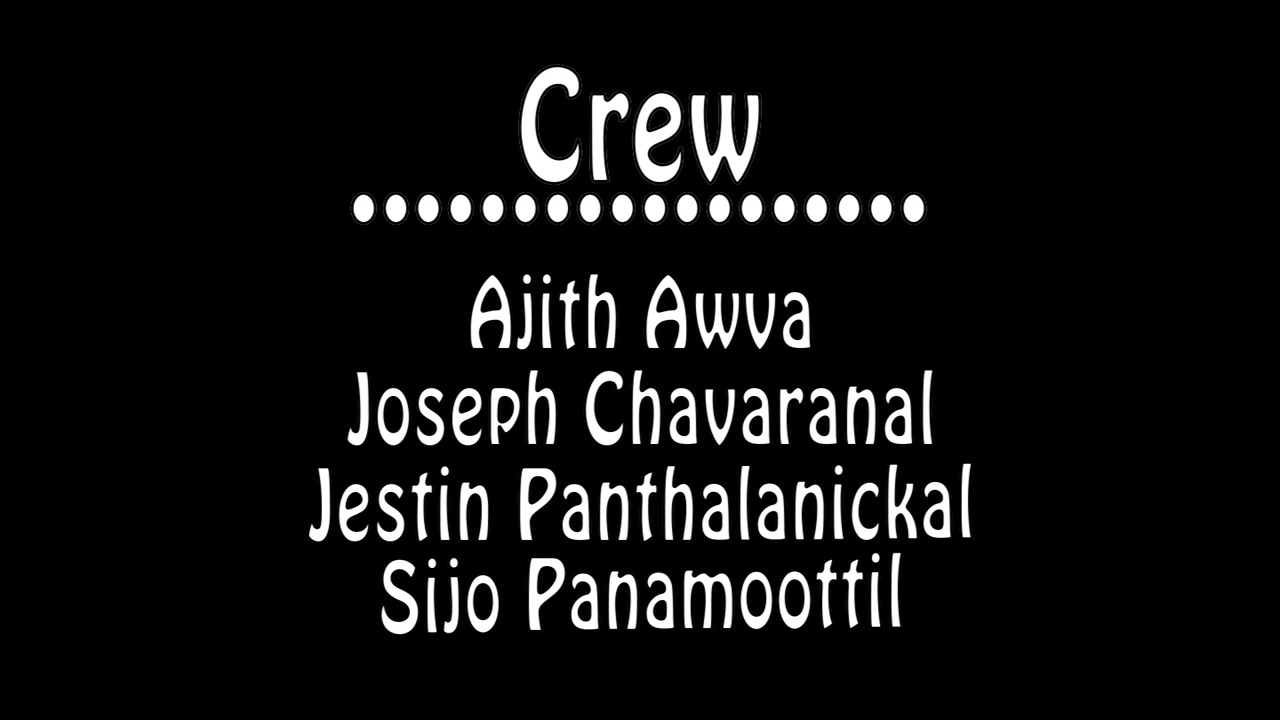 Crew
Ajith Awva
Joseph Chavaranal
Jestin Panthalanickal
Sijo Panamoottil